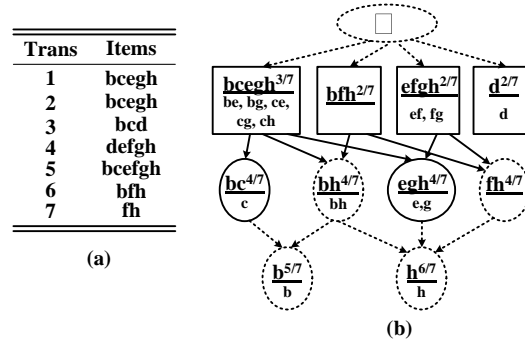 Trans Items
1 bcegh
2 bcegh
3 bcd
4 defgh
5 bcefgh
6 bfh
7 fh
(a)
bcegh3/7
be, bg, ce,
cg, ch
bfh2/7
efgh2/7
ef, fg
d2/7
d
bc4/7
c
bh4/7
bh
egh4/7
e,g
fh4/7
b5/7
b
h6/7
h
(b)